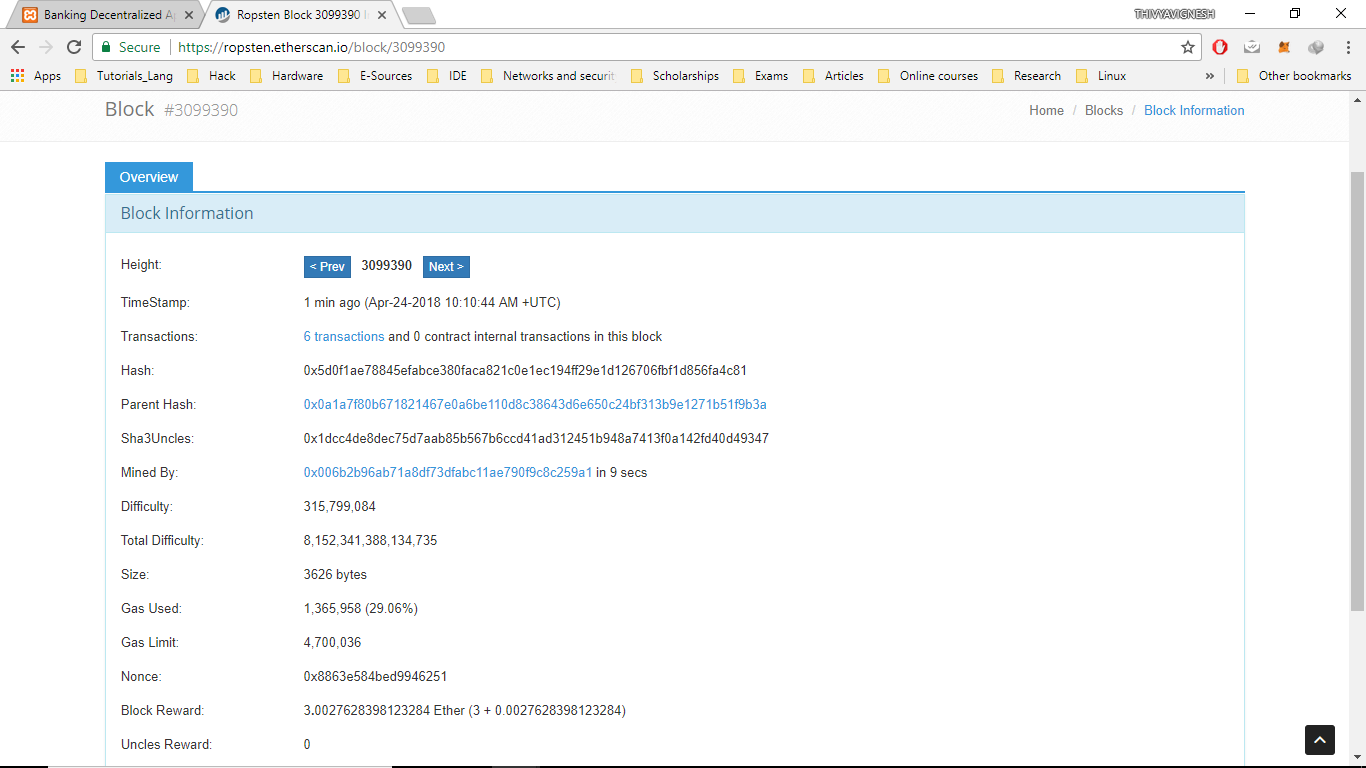 Banking Decentralized Ap
Ropsten Block 3099390 I
THIVYAVIGNESH
Secure https://ropsten.etherscan.io/block/3099390
Apps Tutorials_Lang Hack Hardware E-Sources IDE Networks and securit Scholarships Exams Articles Online courses Research Linux » Other bookmarks
Block #3099390
Home / Blocks / Block Information
Overview
Block Information
Height: < Prev 3099390 Next >
TimeStamp: 1 min ago (Apr-24-2018 10:10:44 AM +UTC)
Transactions: 6 transactions and 0 contract internal transactions in this block
Hash: 0x5d0f1ae78845efabce380faca821c0e1ec194ff29e1d126706fbf1d856fa4c81
Parent Hash: 0x0a1a7f80b671821467e0a6be110d8c38643d6e650c24bf313b9e1271b51f9b3a
Sha3Uncles: 0x1dcc4de8dec75d7aab85b567b6ccd41ad312451b948a7413f0a142fd40d49347
Mined By: 0x006b2b96ab71a8df73dfabc11ae790f9c8c259a1 in 9 secs
Difficulty: 315,799,084
Total Difficulty: 8,152,341,388,134,735
Size: 3626 bytes
Gas Used: 1,365,958 (29.06%)
Gas Limit: 4,700,036
Nonce: 0x8863e584bed9946251
Block Reward: 3.0027628398123284 Ether (3 + 0.0027628398123284)
Uncles Reward: 0